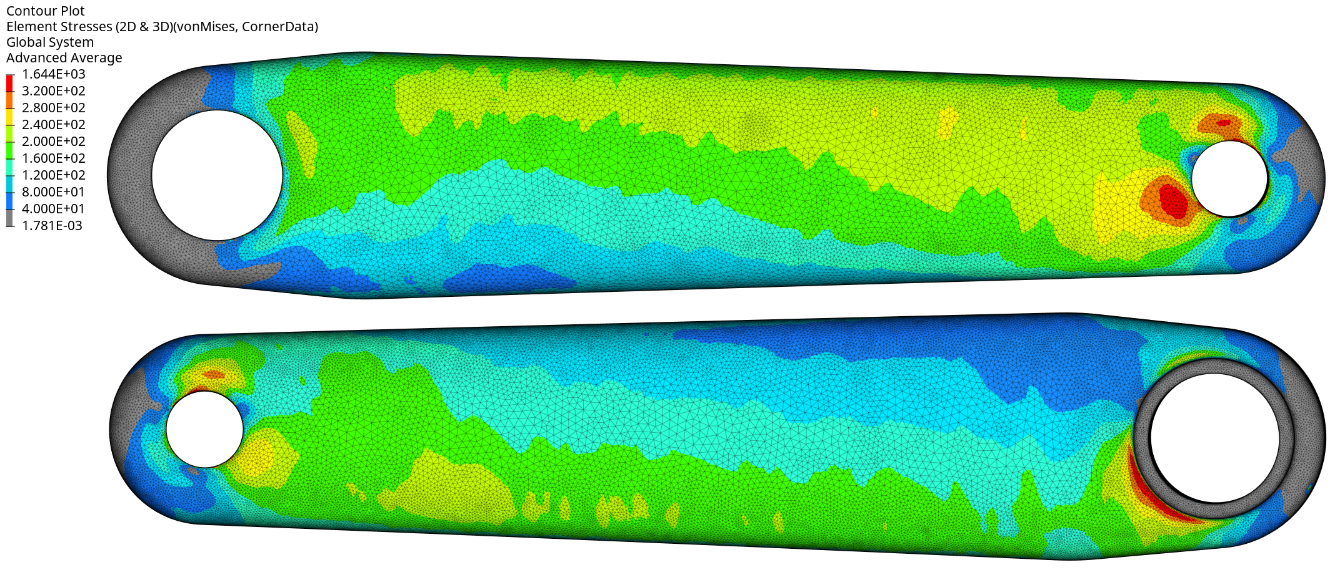 Contour Plot
Element Stresses (2D & 3D)(vonMises, CornerData)
Global System
Advanced Average
1.644E+03
3.200E+02
2.800E+02
2.400E+02
2.000E+02
1.600E+02
1.200E+02
8.000E+01
4.000E+01
1.781E-03